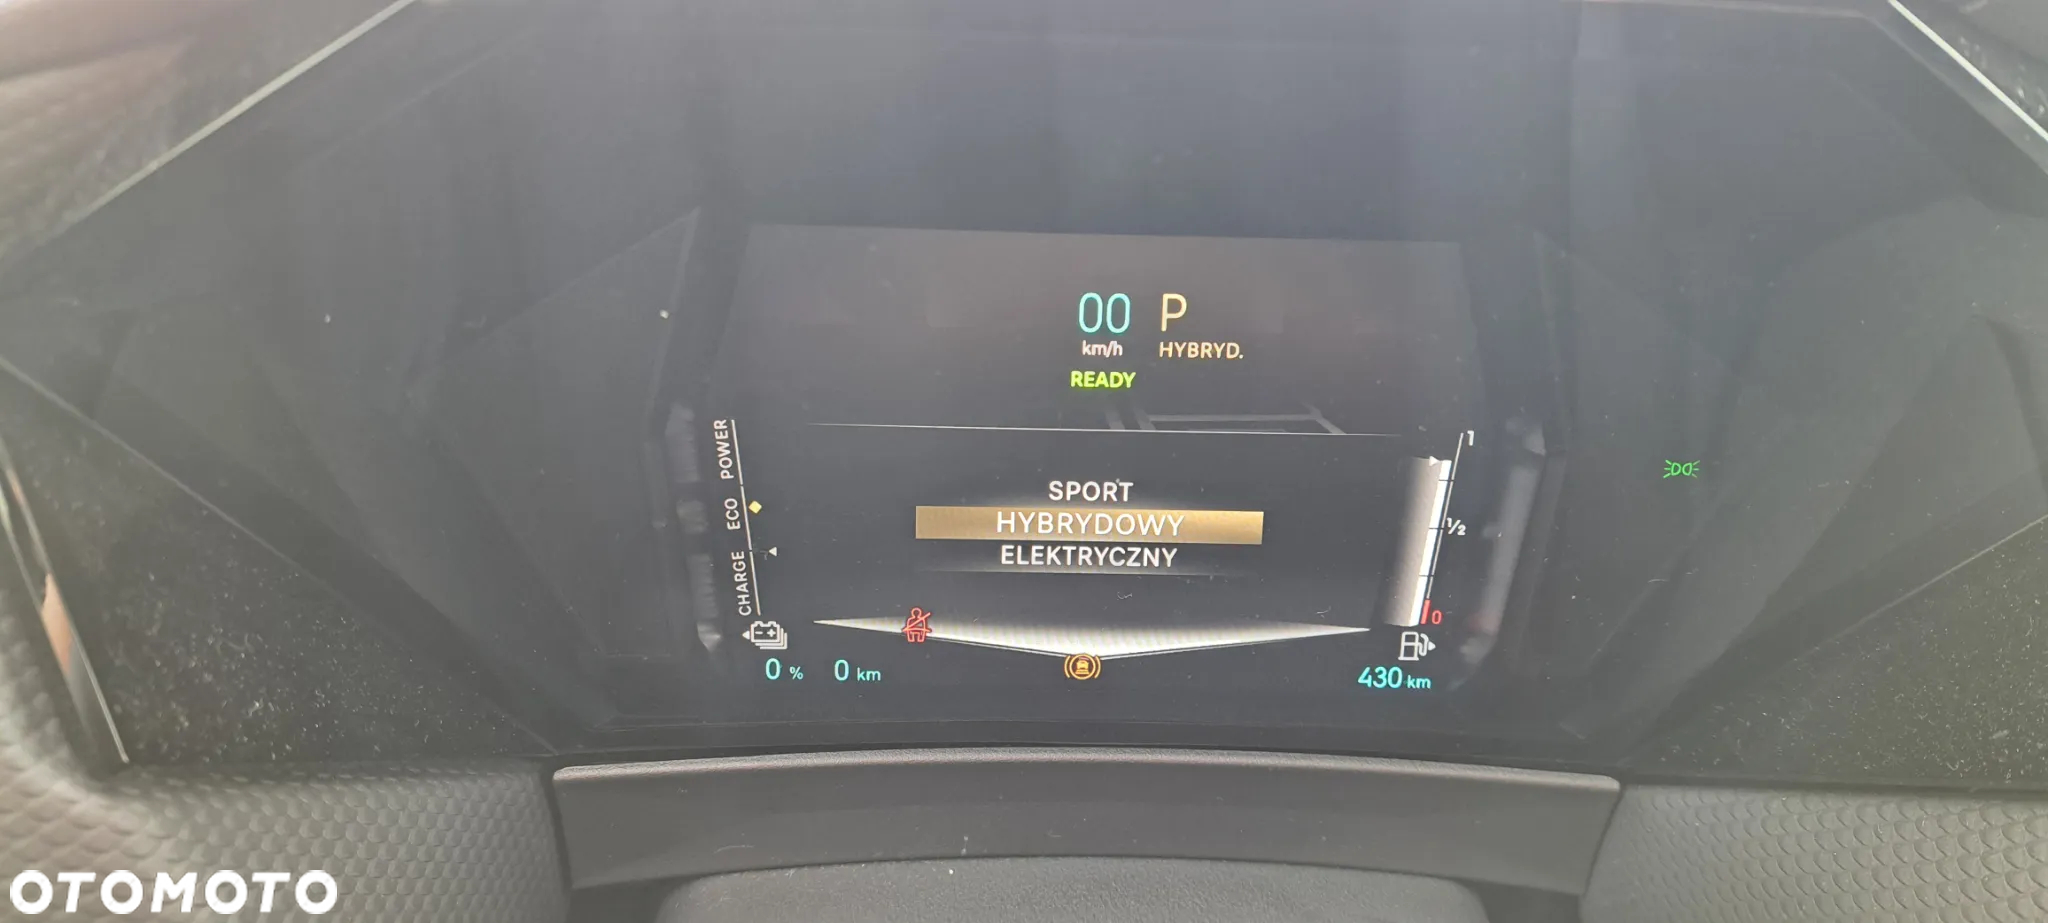 00 P
km/h HYBRYD.
READY
POWER
ECO
CHARGE
SPORT
HYBRYDOWY
ELEKTRYCZNY
1
1/2
0
0 % 0 km
430 km
OTOMOTO